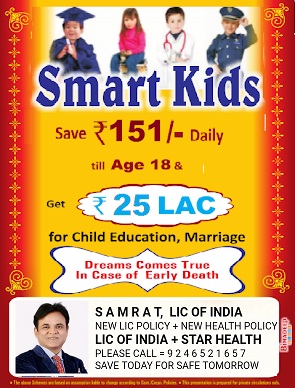 Smart Kids
Save ₹151/- Daily
till Age 18 &
Get ₹ 25 LAC
for Child Education, Marriage
Dreams Comes True
In Case of Early Death
S A M R A T, LIC OF INDIA
NEW LIC POLICY + NEW HEALTH POLICY
LIC OF INDIA + STAR HEALTH
PLEASE CALL = 9 2 4 6 5 2 1 6 5 7
SAVE TODAY FOR SAFE TOMORROW